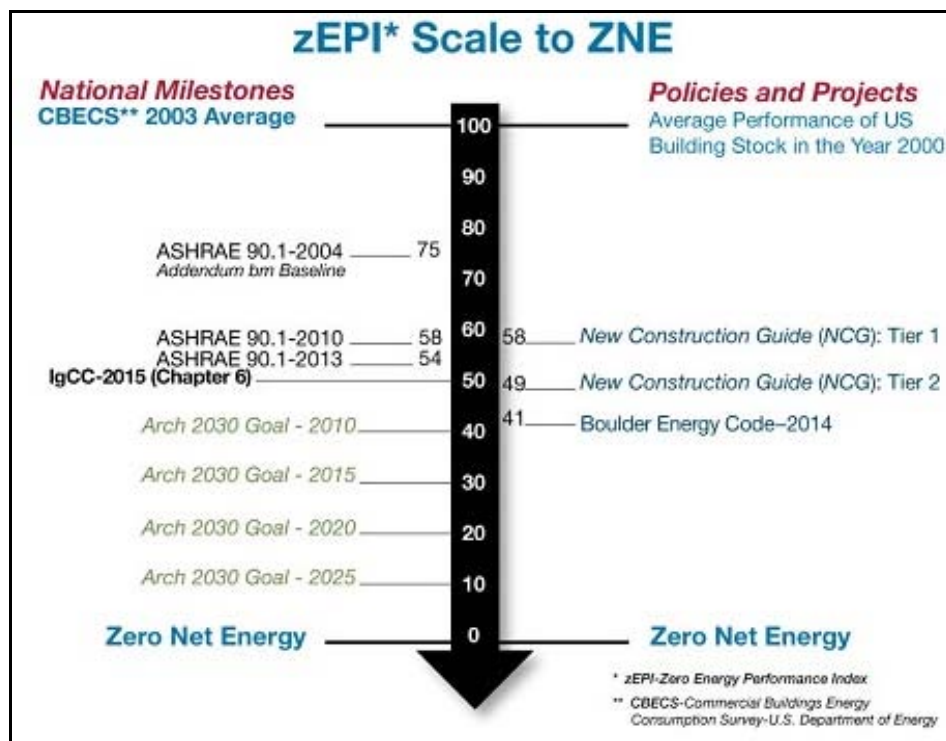 zEPI* Scale to ZNE
National Milestones
CBECS** 2003 Average
Policies and Projects
Average Performance of US
Building Stock in the Year 2000
100
90
80
ASHRAE 90.1-2004 75
Addendum bm Baseline
70
60
ASHRAE 90.1-2010 58
58 New Construction Guide (NCG): Tier 1
ASHRAE 90.1-2013 54
IgCC-2015 (Chapter 6)
50
49 New Construction Guide (NCG): Tier 2
41 Boulder Energy Code–2014
Arch 2030 Goal - 2010
40
Arch 2030 Goal - 2015
30
Arch 2030 Goal - 2020
20
Arch 2030 Goal - 2025
10
Zero Net Energy
0
Zero Net Energy
* zEPI-Zero Energy Performance Index
** CBECS-Commercial Buildings Energy
Consumption Survey-U.S. Department of Energy